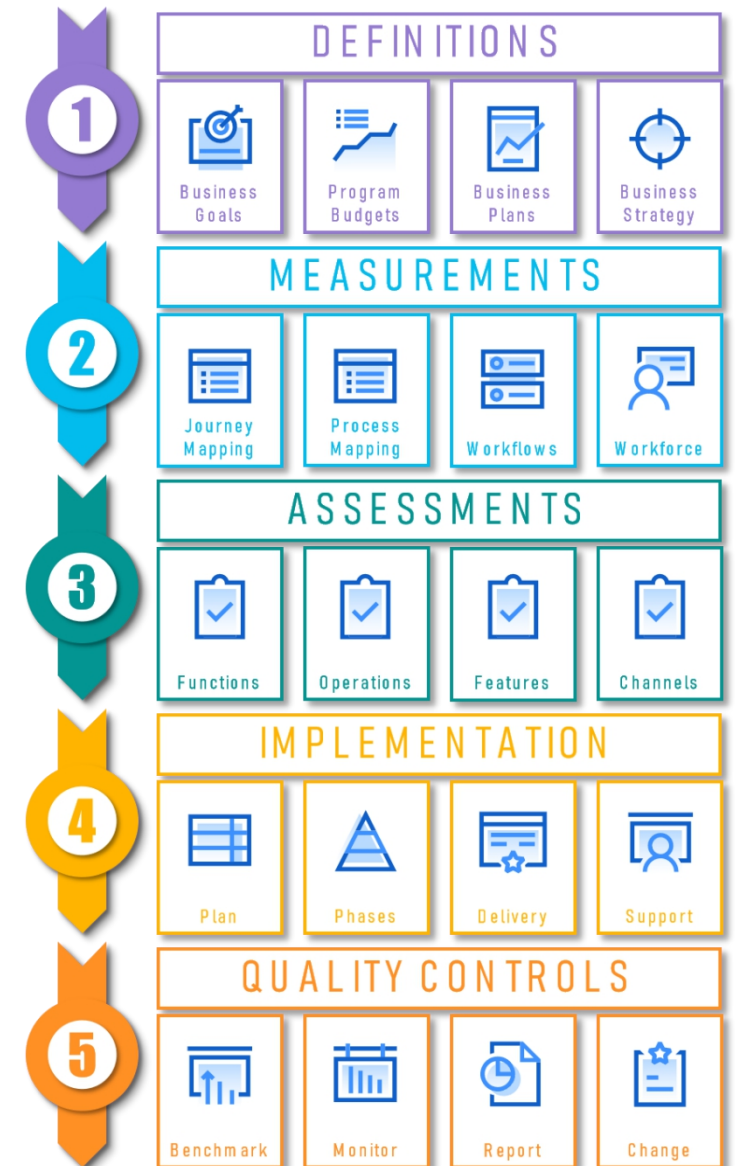 1
DEFINITIONS
Business
Goals
Program
Budgets
Business
Plans
Business
Strategy
2
MEASUREMENTS
Journey
Mapping
Process
Mapping
Workflows
Workforce
3
ASSESSMENTS
Functions
Operations
Features
Channels
4
IMPLEMENTATION
Plan
Phases
Delivery
Support
5
QUALITY CONTROLS
Benchmark
Monitor
Report
Change